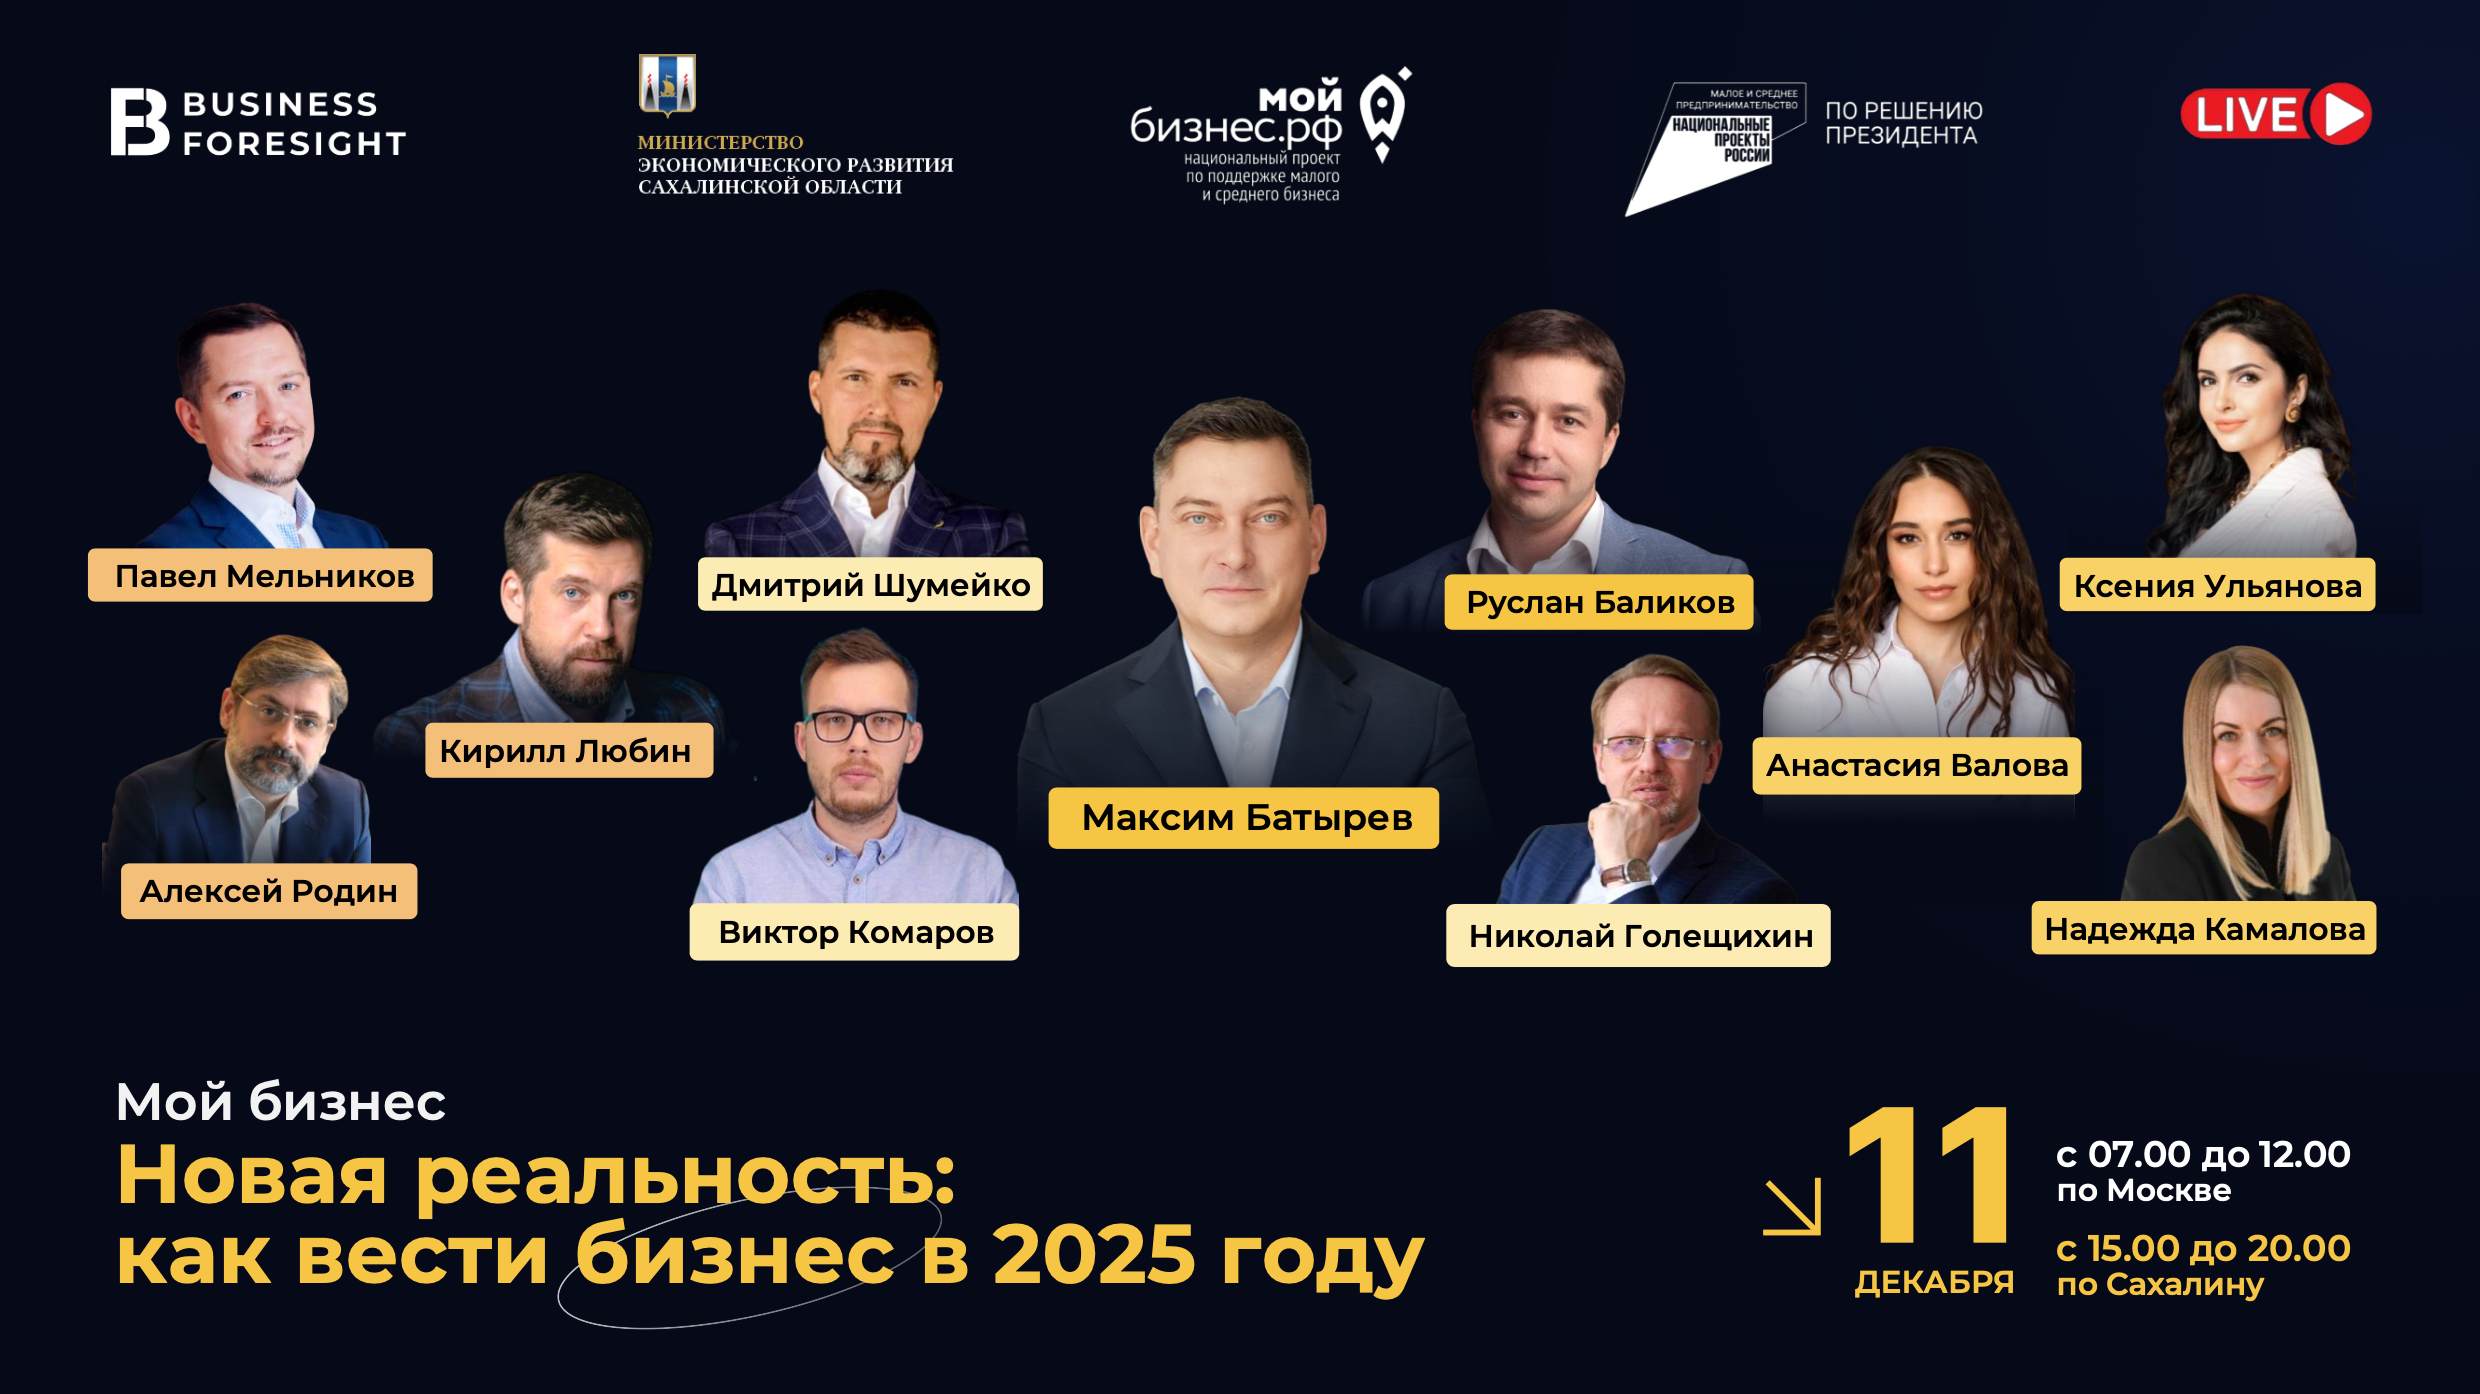 BUSINESS
FORESIGHT
МИНИСТЕРСТВО
ЭКОНОМИЧЕСКОГО РАЗВИТИЯ
САХАЛИНСКОЙ ОБЛАСТИ
мой
бизнес.рф
национальный проект
по поддержке малого
и среднего бизнеса
МАЛОЕ И СРЕДНЕЕ
ПРЕДПРИНИМАТЕЛЬСТВО
НАЦИОНАЛЬНЫЕ
ПРОЕКТЫ
РОССИИ
ПО РЕШЕНИЮ
ПРЕЗИДЕНТА
LIVE
Павел Мельников
Дмитрий Шумейко
Руслан Баликов
Ксения Ульянова
Кирилл Любин
Анастасия Валова
Максим Батырев
Алексей Родин
Виктор Комаров
Николай Голещихин
Надежда Камалова
Мой бизнес
Новая реальность:
как вести бизнес в 2025 году
11
ДЕКАБРЯ
с 07.00 до 12.00
по Москве
с 15.00 до 20.00
по Сахалину